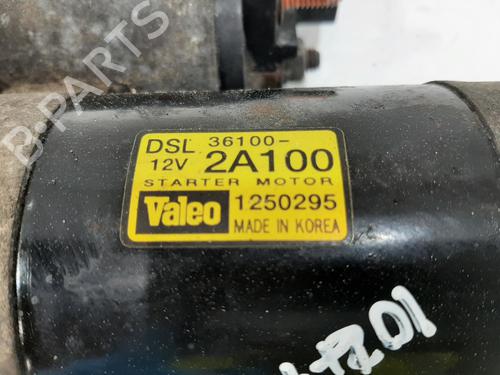 B-PARTS
DSL 36100-
12V 2A100
STARTER MOTOR
Valeo 1250295
MADE IN KOREA